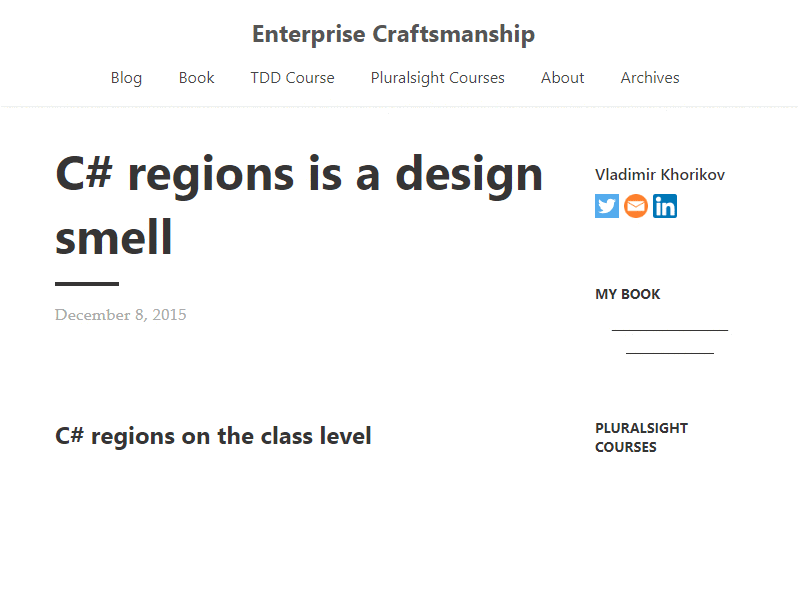 Enterprise Craftsmanship
Blog Book TDD Course Pluralsight Courses About Archives
C# regions is a design
smell
December 8, 2015
C# regions on the class level
Vladimir Khorikov
in
MY BOOK
PLURALSIGHT
COURSES